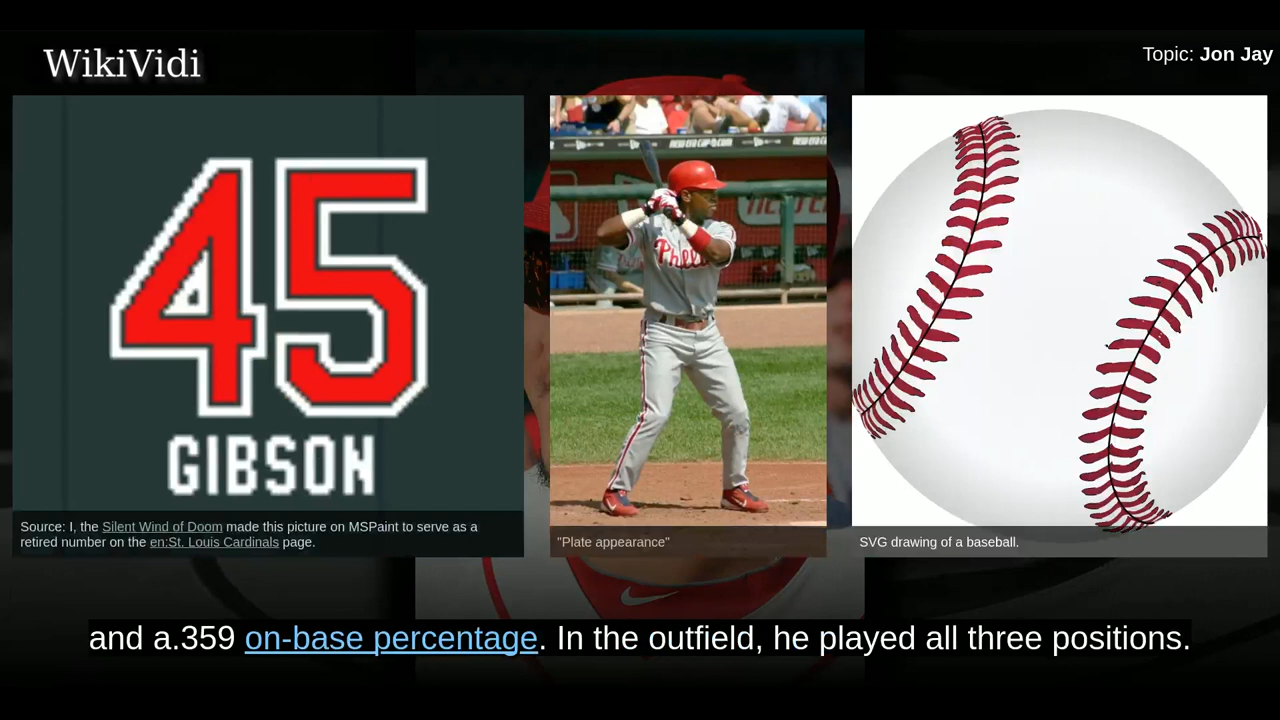 WikiVidi
Topic: Jon Jay
45
GIBSON
Phillies
Source: I, the Silent Wind of Doom made this picture on MSPaint to serve as a
retired number on the en:St. Louis Cardinals page.
"Plate appearance"
SVG drawing of a baseball.
and a.359 on-base percentage. In the outfield, he played all three positions.